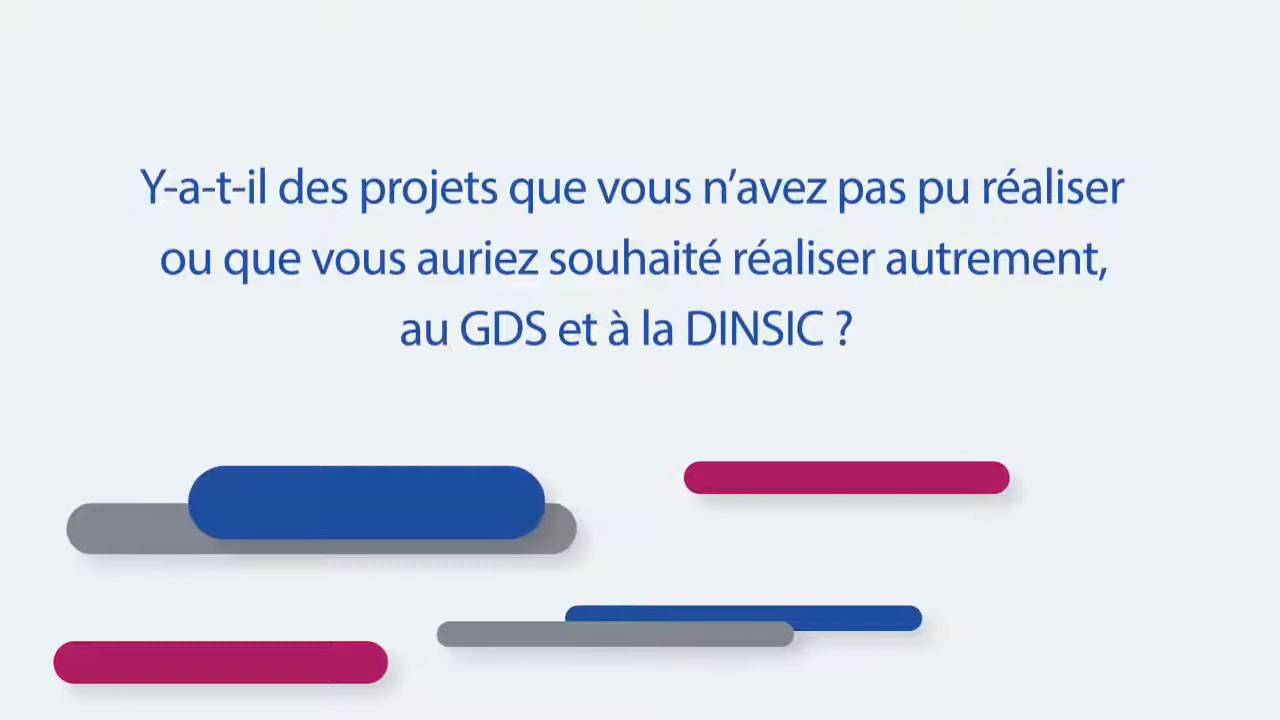 Y-a-t-il des projets que vous n’avez pas pu réaliser
ou que vous auriez souhaité réaliser autrement,
au GDS et à la DINSIC ?